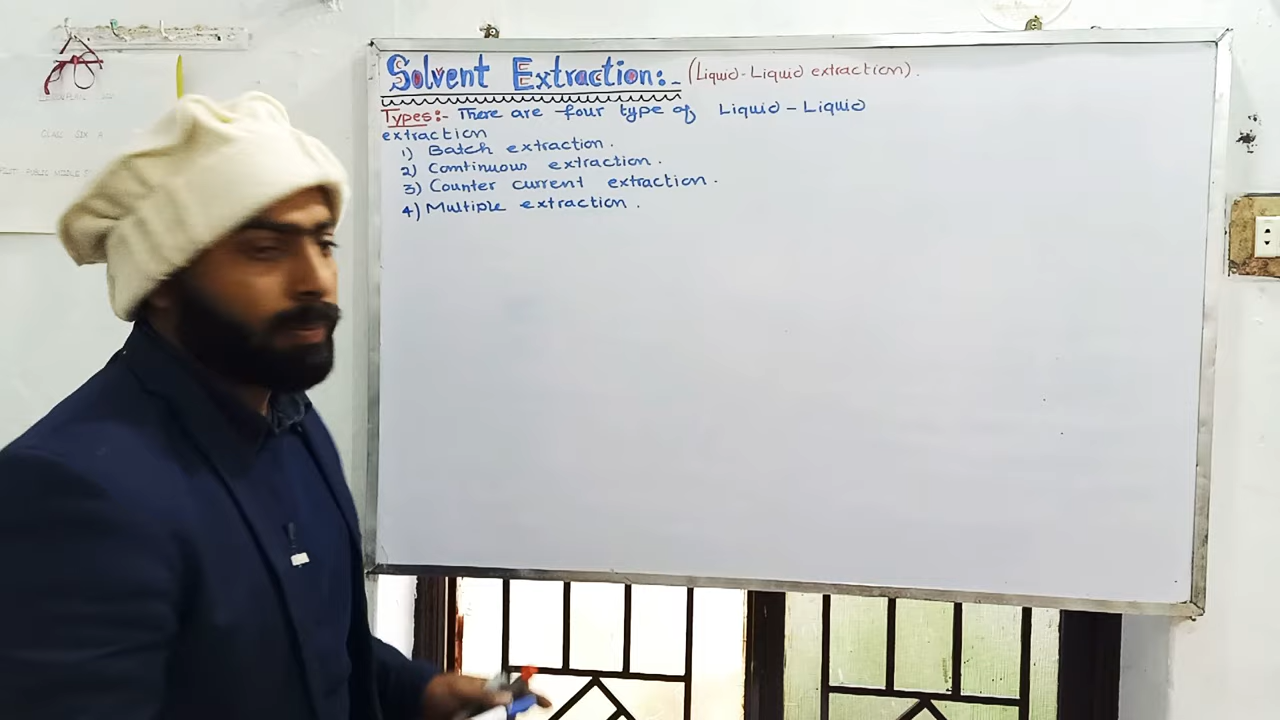 Solvent Extraction:- (Liquid-Liquid extraction).
Types:- There are four type of Liquid-Liquid
extraction
1) Batch extraction.
2) Continuous extraction.
3) Counter current extraction.
4) Multiple extraction.